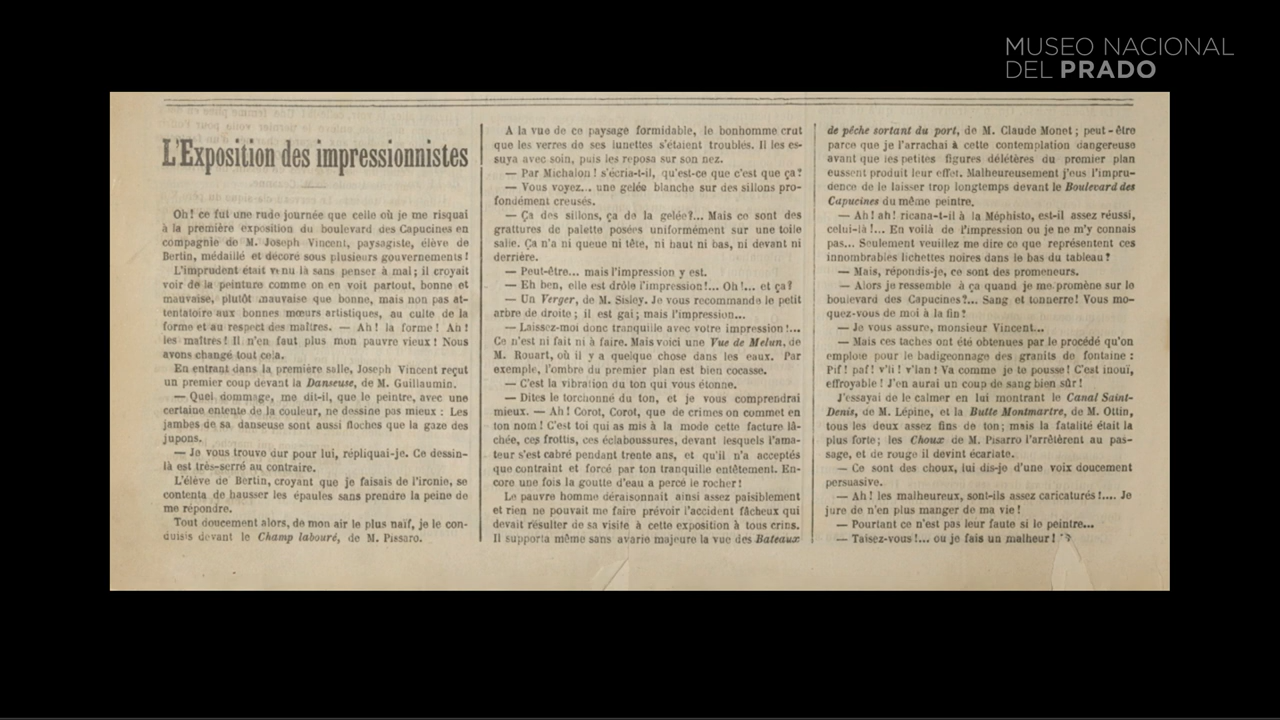 MUSEO NACIONAL
DEL PRADO
L'Exposition des impressionnistes
Oh! ce fut une rude journée que celle où je me risquai
à la première exposition du boulevard des Capucines en
compagnie de M. Joseph Vincent, paysagiste, élève de
Bertin, médaillé et décoré sous plusieurs gouvernements!
L'imprudent était venu là sans penser à mal; il croyait
voir de la peinture comme on en voit partout, bonne et
mauvaise, plutôt mauvaise que bonne, mais non pas at-
tentatoire aux bonnes mœurs artistiques, au culte de la
forme et au respect des maîtres. — Ah! la forme! Ah!
les maîtres! Il n'en faut plus mon pauvre vieux! Nous
avons changé tout cela.
En entrant dans la première salle, Joseph Vincent reçut
un premier coup devant la Danseuse, de M. Guillaumin.
— Quel dommage, me dit-il, que le peintre, avec une
certaine entente de la couleur, ne dessine pas mieux : Les
jambes de sa danseuse sont aussi floches que la gaze des
jupons.
— Je vous trouve dur pour lui, répliquai-je. Ce dessin-
là est très-serré au contraire.
L'élève de Bertin, croyant que je faisais de l'ironie, se
contenta de hausser les épaules sans prendre la peine de
me répondre.
Tout doucement alors, de mon air le plus naïf, je le con-
duisis devant le Champ labouré, de M. Pissaro.
A la vue de ce paysage formidable, le bonhomme crut
que les verres de ses lunettes s'étaient troublés. Il les es-
suya avec soin, puis les reposa sur son nez.
— Par Michalon! s'écria-t-il, qu'est-ce que c'est que ça?
— Vous voyez... une gelée blanche sur des sillons pro-
fondément creusés.
— Ça des sillons, ça de la gelée?... Mais ce sont des
grattures de palette posées uniformément sur une toile
salie. Ça n'a ni queue ni tête, ni haut ni bas, ni devant ni
derrière.
— Peut-être... mais l'impression y est.
— Eh ben, elle est drôle l'impression!... Oh!... et ça?
— Un Verger, de M. Sisley. Je vous recommande le petit
arbre de droite; il est gai; mais l'impression...
— Laissez-moi donc tranquille avec votre impression!...
Ce n'est ni fait ni à faire. Mais voici une Vue de Melun, de
M. Rouart, où il y a quelque chose dans les eaux. Par
exemple, l'ombre du premier plan est bien cocasse.
— C'est la vibration du ton qui vous étonne.
— Dites le torchonné du ton, et je vous comprendrai
mieux. — Ah! Corot, Corot, que de crimes on commet en
ton nom! C'est toi qui as mis à la mode cette facture lâ-
chée, ces frottis, ces éclaboussures, devant lesquels l'ama-
teur s'est cabré pendant trente ans, et qu'il n'a acceptés
que contraint et forcé par ton tranquille entêtement. En-
core une fois la goutte d'eau a percé le rocher!
Le pauvre homme déraisonnait ainsi assez paisiblement
et rien ne pouvait me faire prévoir l'accident fâcheux qui
devait résulter de sa visite à cette exposition à tous crins.
Il supporta même sans avarie majeure la vue des Bateaux
de pêche sortant du port, de M. Claude Monet; peut-être
parce que je l'arrachai à cette contemplation dangereuse
avant que les petites figures délétères du premier plan
eussent produit leur effet. Malheureusement j'eus l'impru-
dence de le laisser trop longtemps devant le Boulevard des
Capucines du même peintre.
— Ah! ah! ricana-t-il à la Méphisto, est-il assez réussi,
celui-là!... En voilà de l'impression ou je ne m'y connais
pas... Seulement veuillez me dire ce que représentent ces
innombrables lichettes noires dans le bas du tableau?
— Mais, répondis-je, ce sont des promeneurs.
— Alors je ressemble à ça quand je me promène sur le
boulevard des Capucines?... Sang et tonnerre! Vous mo-
quez-vous de moi à la fin?
— Je vous assure, monsieur Vincent...
— Mais ces taches ont été obtenues par le procédé qu'on
emploie pour le badigeonnage des granits de fontaine :
Pif! paf! v'li! v'lan! Va comme je te pousse! C'est inouï,
effroyable! J'en aurai un coup de sang bien sûr!
J'essayai de le calmer en lui montrant le Canal Saint-
Denis, de M. Lépine, et la Butte Montmartre, de M. Ottin,
tous les deux assez fins de ton; mais la fatalité était la
plus forte; les Choux de M. Pisarro l'arrêtèrent au pas-
sage, et de rouge il devint écarlate.
— Ce sont des choux, lui dis-je d'une voix doucement
persuasive.
— Ah! les malheureux, sont-ils assez caricaturés!.... Je
jure de n'en plus manger de ma vie!
— Pourtant ce n'est pas leur faute si le peintre...
— Taisez-vous!... ou je fais un malheur!